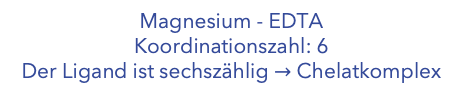 Magnesium - EDTA
Koordinationszahl: 6
Der Ligand ist sechszählig → Chelatkomplex